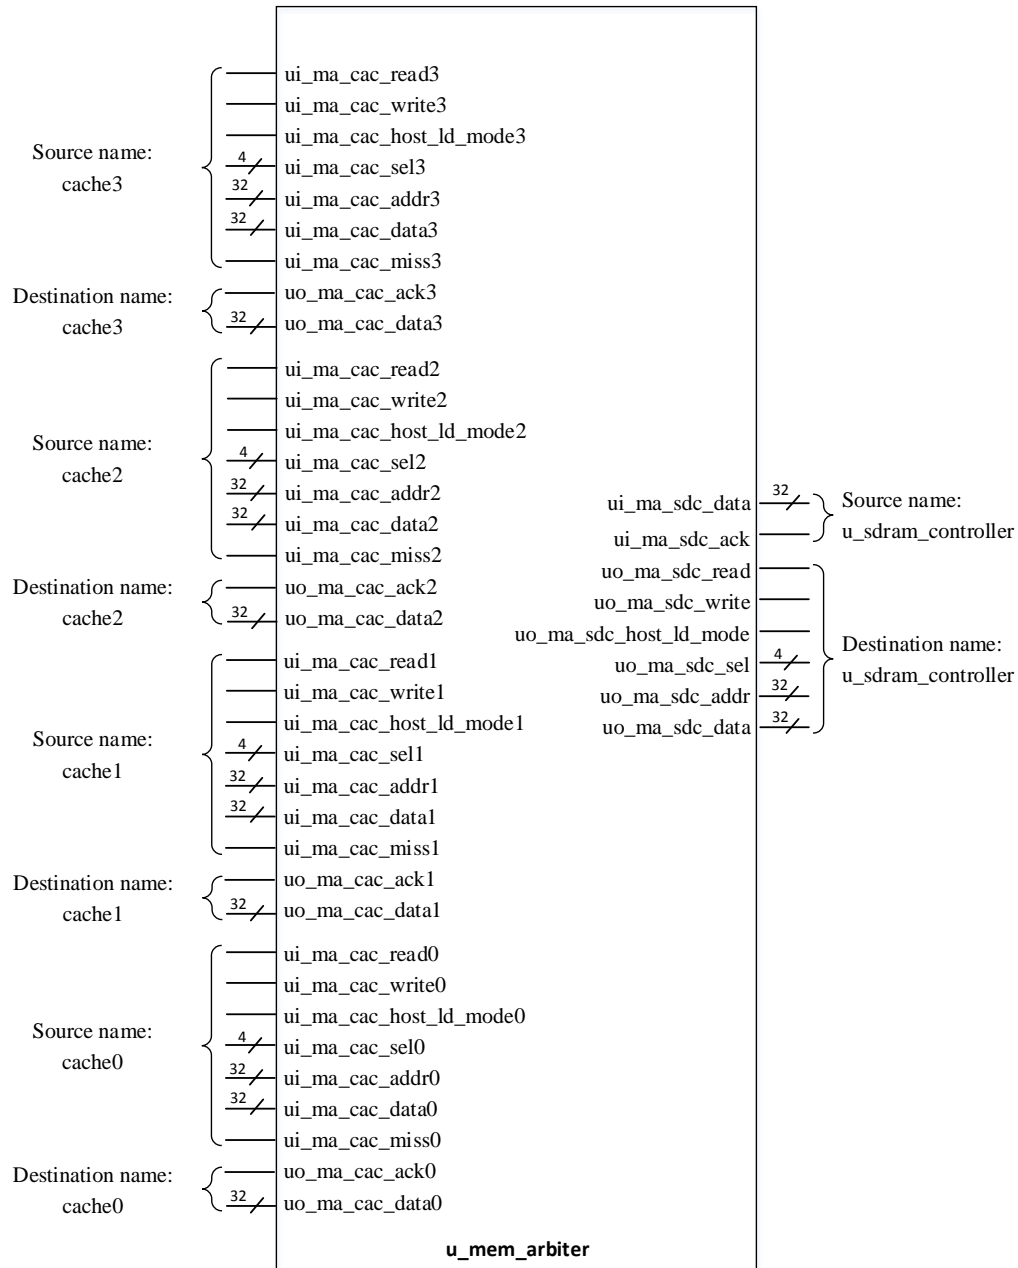 ui_ma_cac_read3
ui_ma_cac_write3
ui_ma_cac_host_ld_mode3
Source name:
cache3
4
ui_ma_cac_sel3
32
ui_ma_cac_addr3
32
ui_ma_cac_data3
ui_ma_cac_miss3
Destination name:
cache3
uo_ma_cac_ack3
32
uo_ma_cac_data3
ui_ma_cac_read2
ui_ma_cac_write2
ui_ma_cac_host_ld_mode2
Source name:
cache2
4
ui_ma_cac_sel2
32
ui_ma_cac_addr2
32
ui_ma_cac_data2
ui_ma_cac_miss2
Destination name:
cache2
uo_ma_cac_ack2
32
uo_ma_cac_data2
ui_ma_cac_read1
ui_ma_cac_write1
ui_ma_cac_host_ld_mode1
Source name:
cache1
4
ui_ma_cac_sel1
32
ui_ma_cac_addr1
32
ui_ma_cac_data1
ui_ma_cac_miss1
Destination name:
cache1
uo_ma_cac_ack1
32
uo_ma_cac_data1
ui_ma_cac_read0
ui_ma_cac_write0
ui_ma_cac_host_ld_mode0
Source name:
cache0
4
ui_ma_cac_sel0
32
ui_ma_cac_addr0
32
ui_ma_cac_data0
ui_ma_cac_miss0
Destination name:
cache0
uo_ma_cac_ack0
32
uo_ma_cac_data0
ui_ma_sdc_data
32
ui_ma_sdc_ack
Source name:
u_sdram_controller
uo_ma_sdc_read
uo_ma_sdc_write
uo_ma_sdc_host_ld_mode
uo_ma_sdc_sel
4
uo_ma_sdc_addr
32
uo_ma_sdc_data
32
Destination name:
u_sdram_controller
u_mem_arbiter